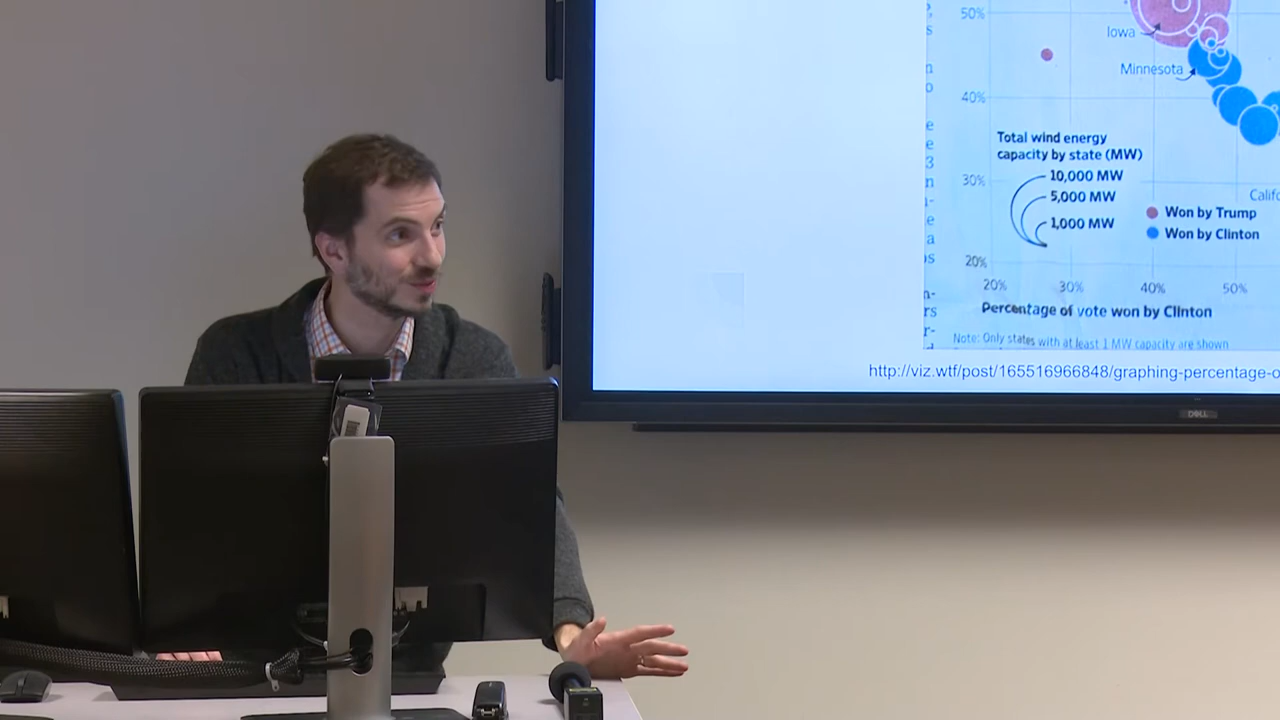 50%
Iowa
Minnesota
40%
Total wind energy
capacity by state (MW)
10,000 MW
30%
5,000 MW
Califo
1,000 MW
Won by Trump
Won by Clinton
20%
20% 30% 40% 50%
Percentage of vote won by Clinton
Note: Only states with at least 1 MW capacity are shown
http://viz.wtf/post/165516966848/graphing-percentage-o
DELL